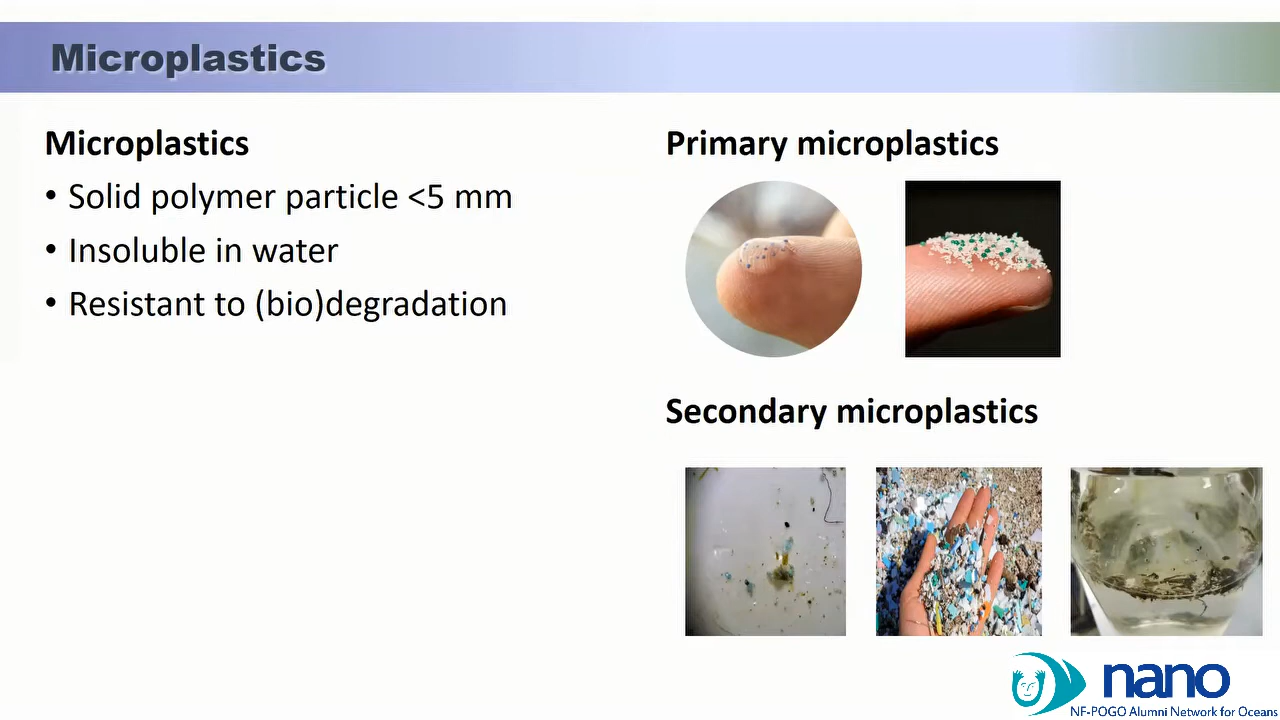 Microplastics
Microplastics
• Solid polymer particle <5 mm
• Insoluble in water
• Resistant to (bio)degradation
Primary microplastics
Secondary microplastics
nano
NF-POGO Alumni Network for Oceans